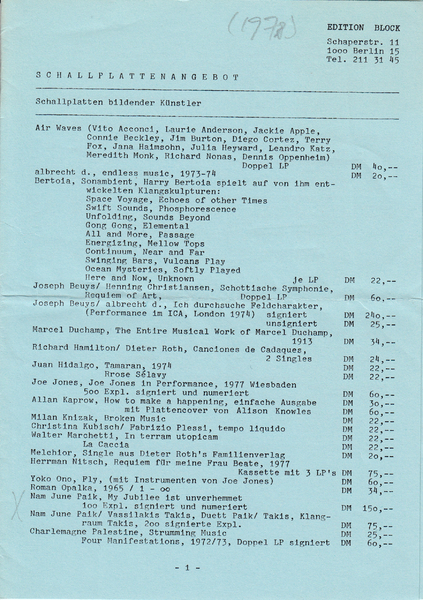 (1978)
EDITION BLOCK
Schaperstr. 11
1000 Berlin 15
Tel. 211 31 45
SCHALLPLATTENANGEBOT
Schallplatten bildender Künstler
Air Waves (Vito Acconci, Laurie Anderson, Jackie Apple,
Connie Beckley, Jim Burton, Diego Cortez, Terry
Fox, Jana Haimsohn, Julia Heyward, Leandro Katz,
Meredith Monk, Richard Nonas, Dennis Oppenheim)
Doppel LP DM 40,--
albrecht d., endless music, 1973-74 DM 20,--
Bertoia, Sonambient, Harry Bertoia spielt auf von ihm ent-
wickelten Klangskulpturen:
Space Voyage, Echoes of other Times
Swift Sounds, Phosphorescence
Unfolding, Sounds Beyond
Gong Gong, Elemental
All and More, Passage
Energizing, Mellow Tops
Continuum, Near and Far
Swinging Bars, Vulcans Play
Ocean Mysteries, Softly Played
Here and Now, Unknown je LP DM 22,--
Joseph Beuys/ Henning Christiansen, Schottische Symphonie,
Requiem of Art, Doppel LP DM 60,--
Joseph Beuys/ albrecht d., Ich durchsuche Feldcharakter,
(Performance im ICA, London 1974) signiert DM 240,--
unsigniert DM 25,--
Marcel Duchamp, The Entire Musical Work of Marcel Duchamp,
1913 DM 34,--
Richard Hamilton/ Dieter Roth, Canciones de Cadaques,
2 Singles DM 24,--
Juan Hidalgo, Tamaran, 1974 DM 22,--
Rrose Sélavy DM 22,--
Joe Jones, Joe Jones in Performance, 1977 Wiesbaden
500 Expl. signiert und numeriert DM 60,--
Allan Kaprow, How to make a happening, einfache Ausgabe DM 30,--
mit Plattencover von Alison Knowles DM 60,--
Milan Knizak, Broken Music DM 22,--
Christina Kubisch/ Fabrizio Plessi, tempo liquido DM 22,--
Walter Marchetti, In terram utopicam DM 22,--
La Caccia DM 22,--
Melchior, Single aus Dieter Roth's Familienverlag DM 20,--
Herrman Nitsch, Requiem für meine Frau Beate, 1977
Kassette mit 3 LP's DM 75,--
Yoko Ono, Fly, (mit Instrumenten von Joe Jones) DM 60,--
Roman Opalka, 1965 / 1 - ∞ DM 34,--
X Nam June Paik, My Jubilee ist unverhemmt
100 Expl. signiert und numeriert DM 150,--
Nam June Paik/ Vassilakis Takis, Duett Paik/ Takis, Klang-
raum Takis, 200 signierte Expl. DM 75,--
Charlemagne Palestine, Strumming Music DM 25,--
Four Manifestations, 1972/73, Doppel LP signiert DM 60,--
- 1 -